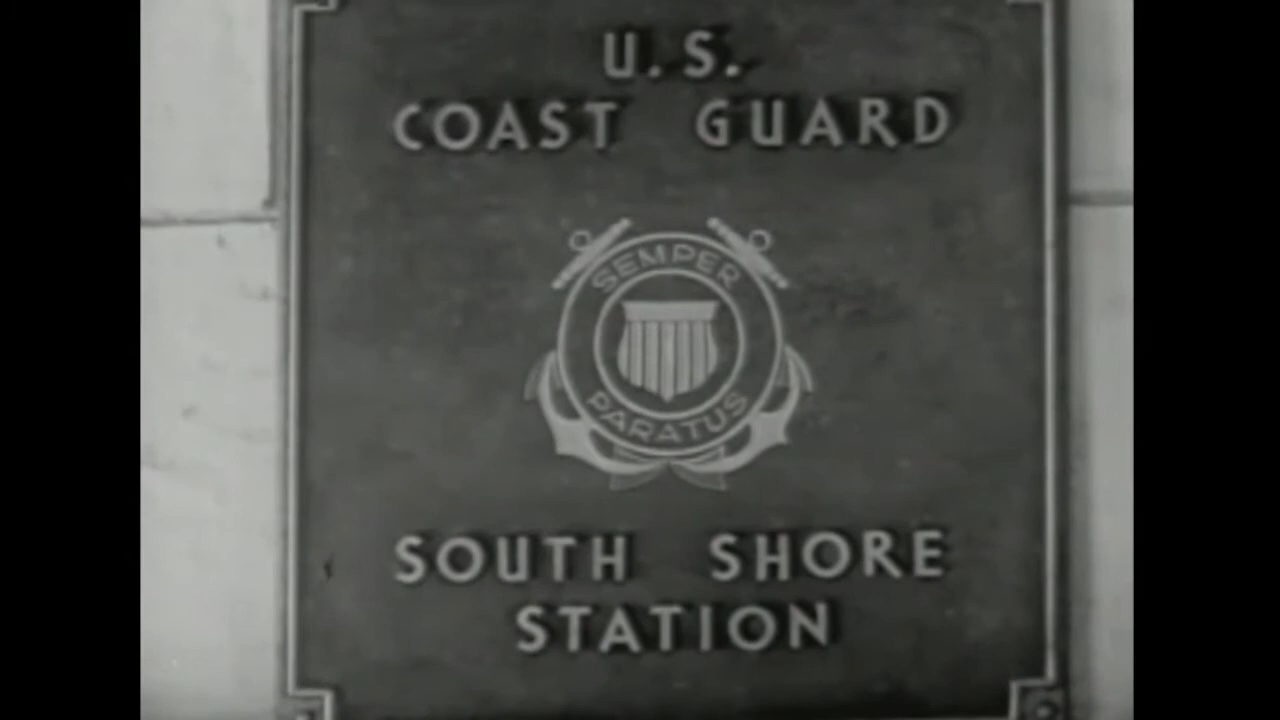 U.S.
COAST GUARD
SEMPER
PARATUS
SOUTH SHORE
STATION